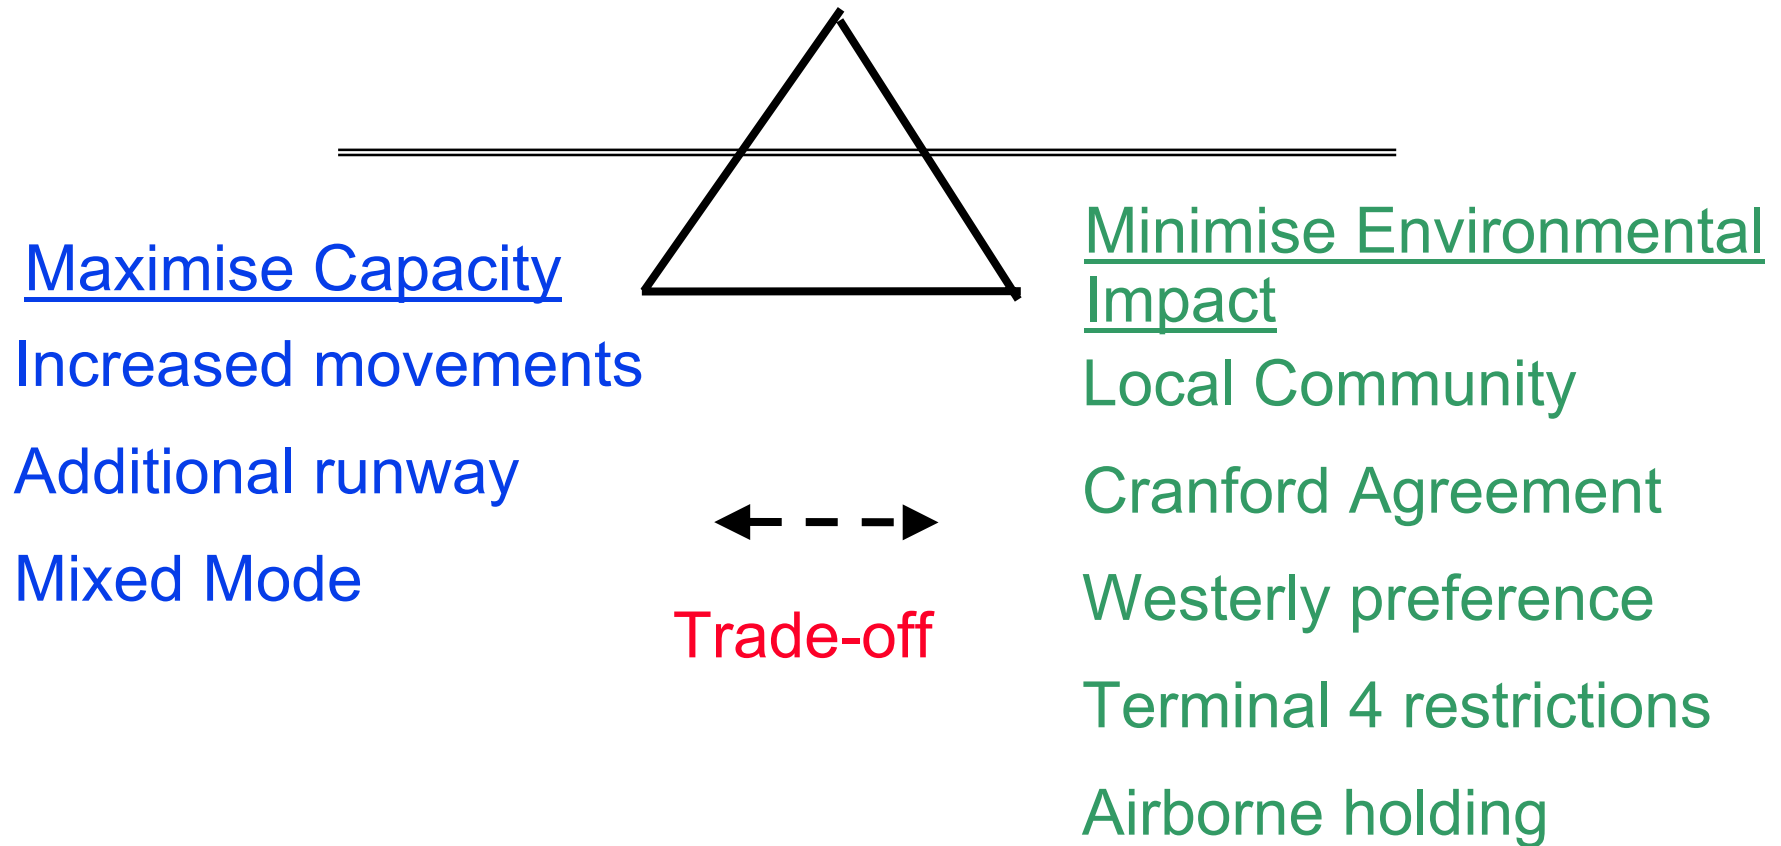 Maximise Capacity
Increased movements
Additional runway
Mixed Mode
Trade-off
Minimise Environmental
Impact
Local Community
Cranford Agreement
Westerly preference
Terminal 4 restrictions
Airborne holding